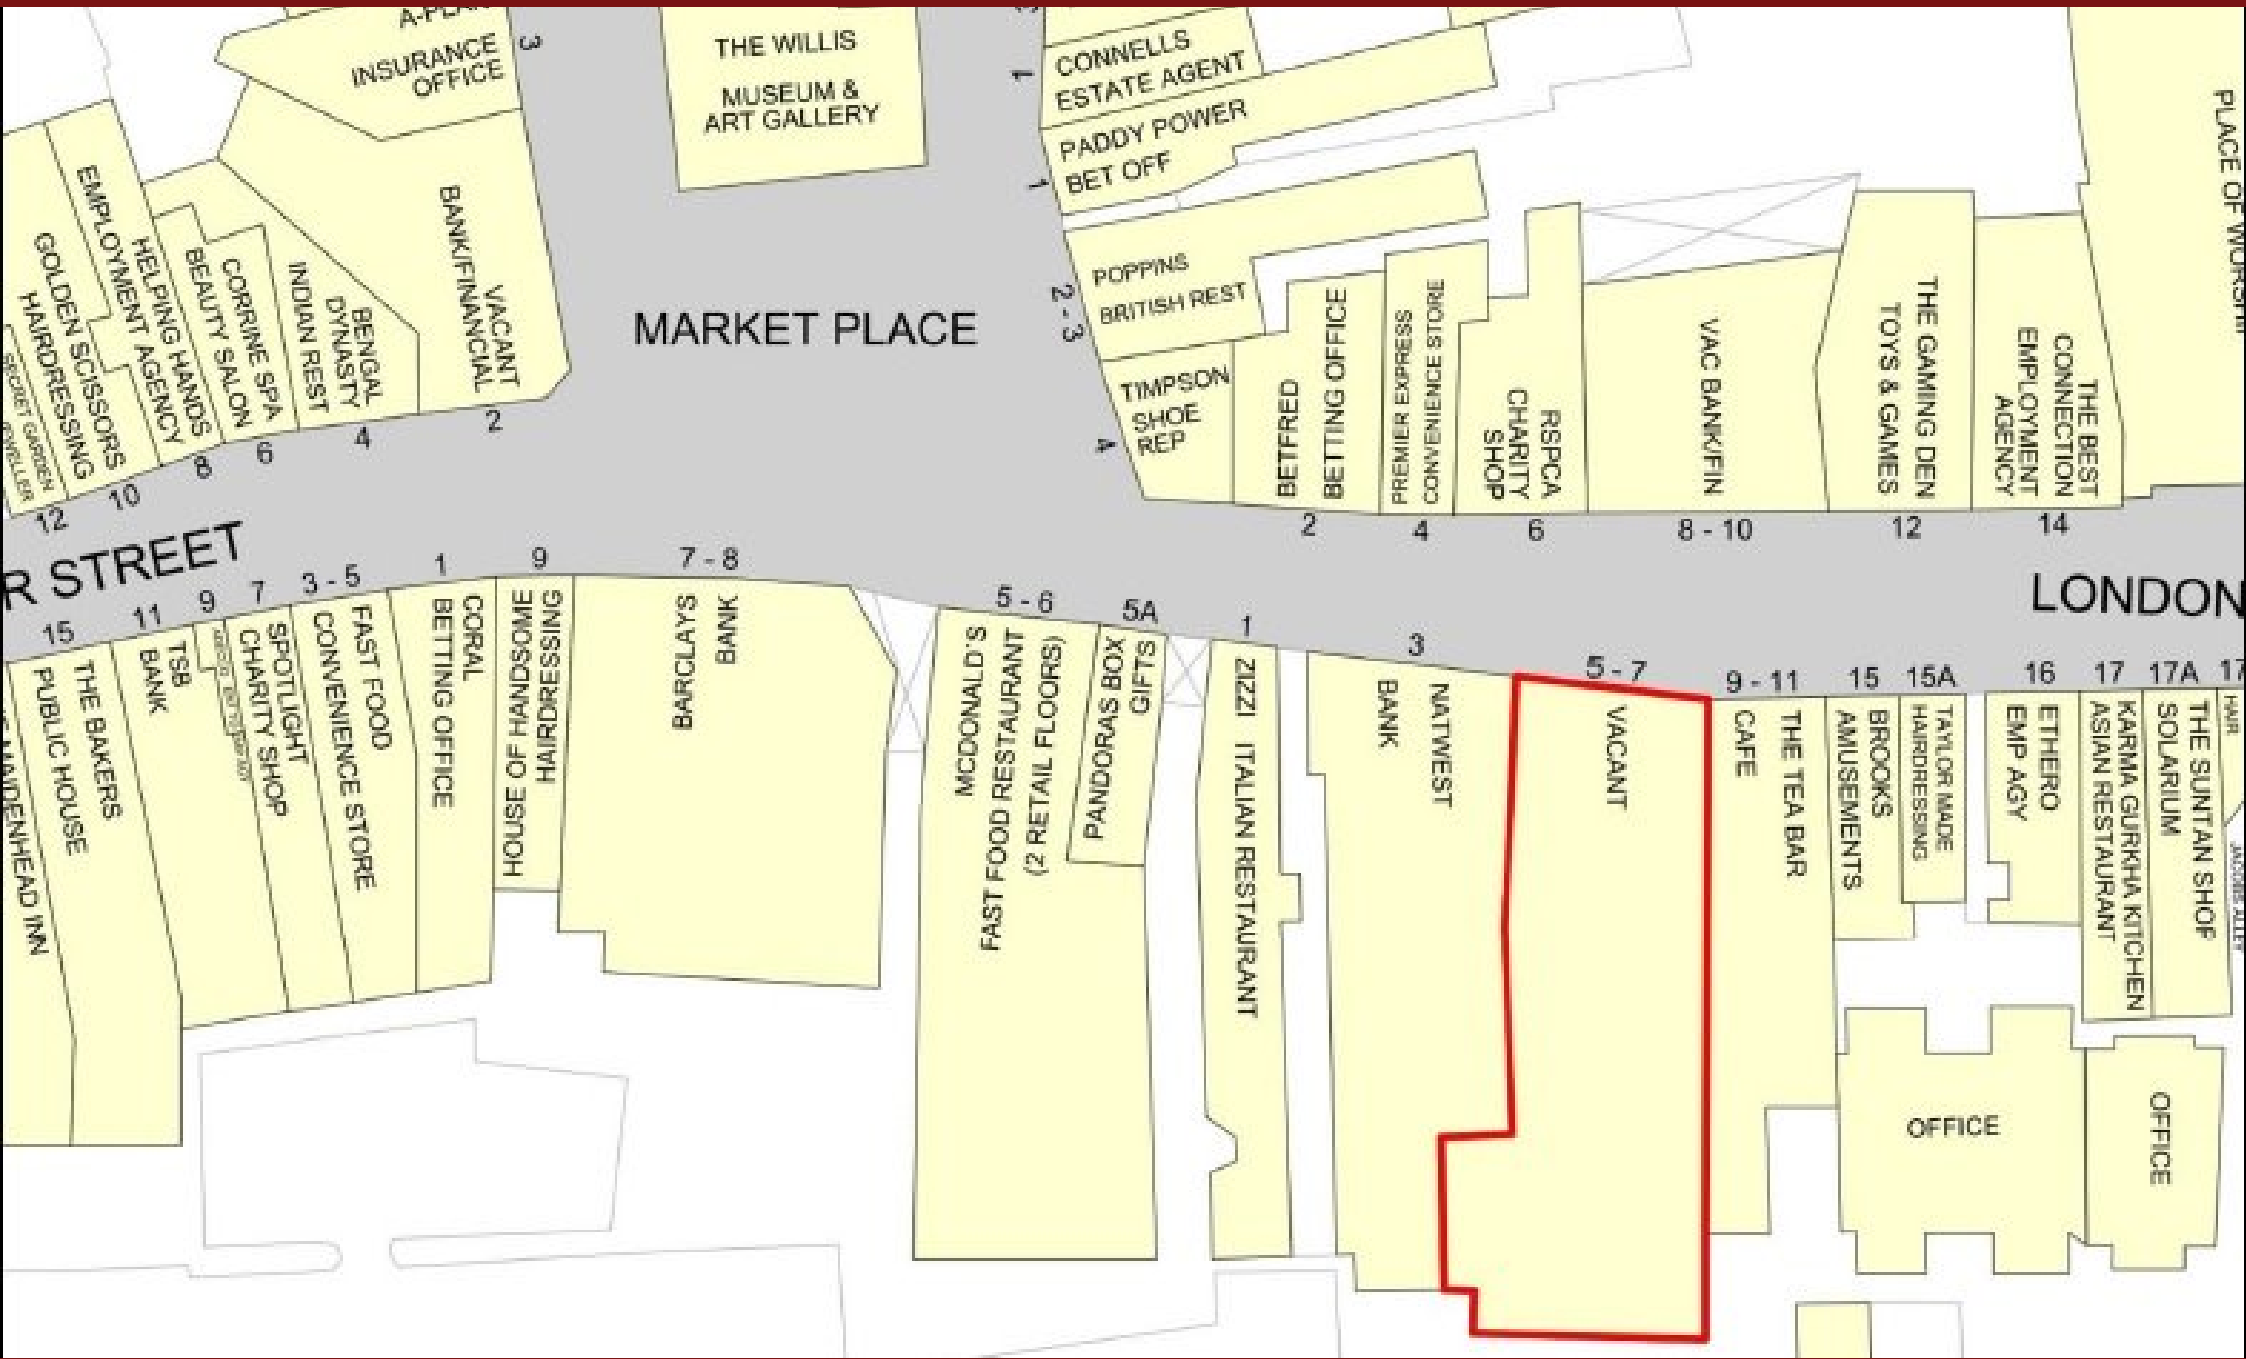 A-PLAN
INSURANCE
OFFICE
3
THE WILLIS
MUSEUM &
ART GALLERY
1
CONNELLS
ESTATE AGENT
PADDY POWER
BET OFF
1
PLACE OF WORSHIP
SECRET GARDEN
JEWELLER
12
GOLDEN SCISSORS
HAIRDRESSING
10
HELPING HANDS
EMPLOYMENT AGENCY
8
CORRINE SPA
BEAUTY SALON
6
BENGAL
DYNASTY
INDIAN REST
4
VACANT
BANK/FINANCIAL
2
MARKET PLACE
POPPINS
BRITISH REST
2 - 3
TIMPSON
SHOE
REP
4
BETFRED
BETTING OFFICE
2
PREMIER EXPRESS
CONVENIENCE STORE
4
RSPCA
CHARITY
SHOP
6
VAC BANK/FIN
8 - 10
THE GAMING DEN
TOYS & GAMES
12
THE BEST
CONNECTION
EMPLOYMENT
AGENCY
14
R STREET
LONDON
MAIDENHEAD INN
15
THE BAKERS
PUBLIC HOUSE
11
TSB
BANK
9
7
SPOTLIGHT
CHARITY SHOP
3 - 5
FAST FOOD
CONVENIENCE STORE
1
CORAL
BETTING OFFICE
9
HOUSE OF HANDSOME
HAIRDRESSING
7 - 8
BARCLAYS
BANK
5 - 6
MCDONALD'S
FAST FOOD RESTAURANT
(2 RETAIL FLOORS)
5A
PANDORAS BOX
GIFTS
1
ZIZZI ITALIAN RESTAURANT
3
NATWEST
BANK
5 - 7
VACANT
9 - 11
THE TEA BAR
CAFE
15
BROOKS
AMUSEMENTS
15A
TAYLOR MADE
HAIRDRESSING
16
ETHERO
EMP AGY
17
KARMA GURKHA KITCHEN
ASIAN RESTAURANT
17A
THE SUNTAN SHOP
SOLARIUM
17
HAIR
JACOBS ALLEY
OFFICE
OFFICE